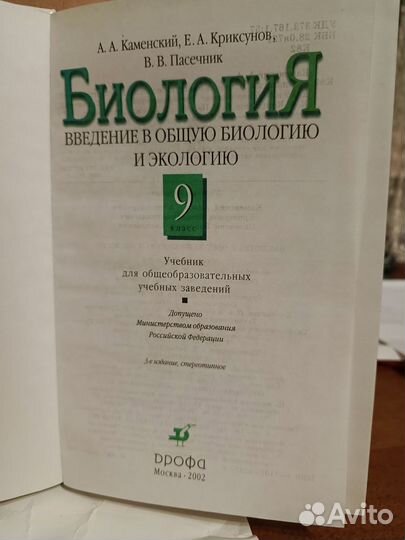 А. А. Каменский, Е. А. Криксунов,
В. В. Пасечник
Биология
ВВЕДЕНИЕ В ОБЩУЮ БИОЛОГИЮ
И ЭКОЛОГИЮ
9
класс
Учебник
для общеобразовательных
учебных заведений
Допущено
Министерством образования
Российской Федерации
3-е издание, стереотипное
дрофа
Москва · 2002
Avito